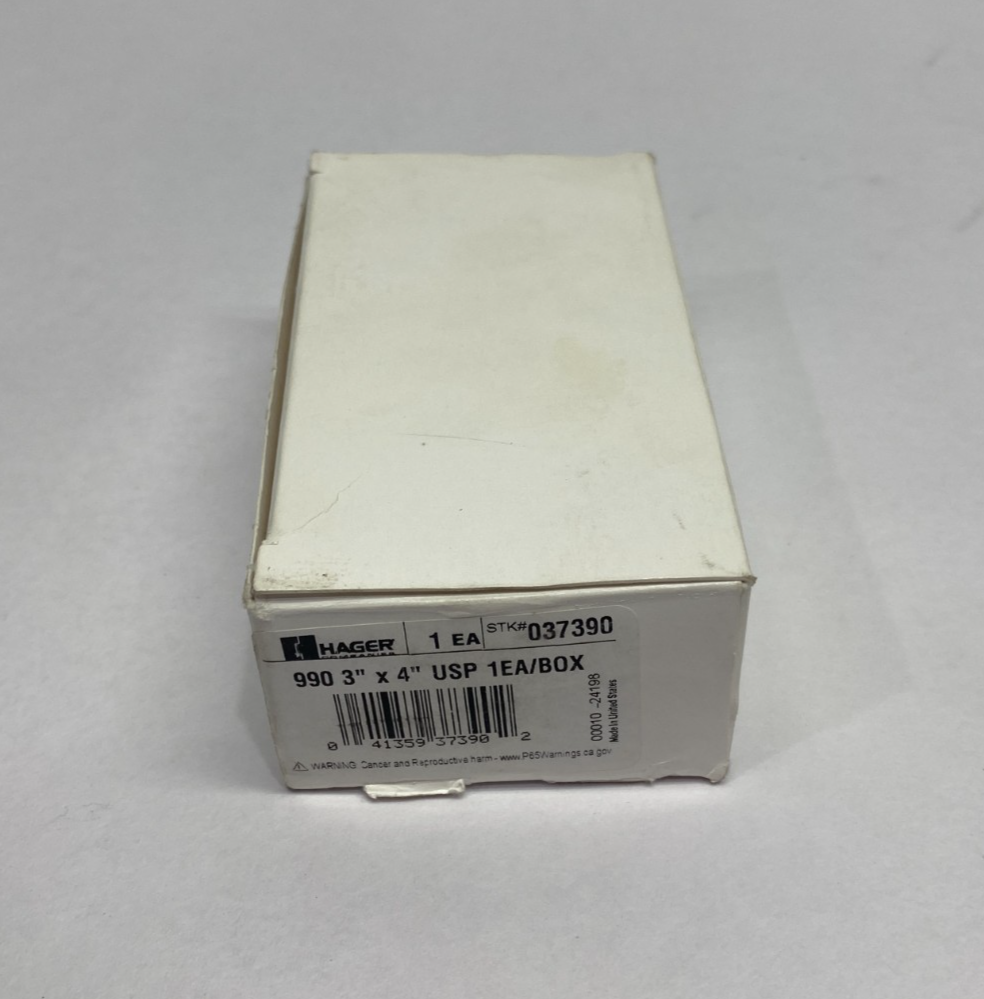 HAGER
COMPANIES
1 EA
STK# 037390
990 3" x 4" USP 1EA/BOX
0 41359 37390 2
00010 -24198
Made in United States
⚠ WARNING: Cancer and Reproductive harm - www.P65Warnings.ca.gov